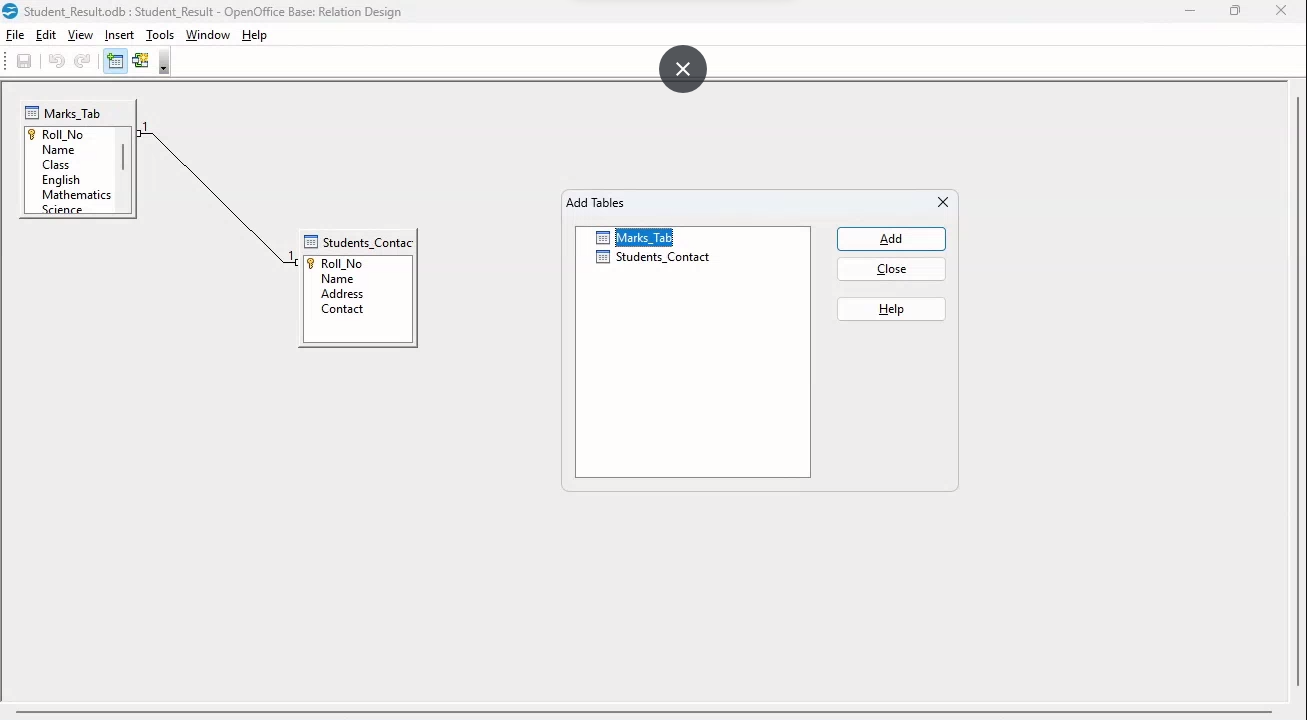 Student_Result.odb : Student_Result - OpenOffice Base: Relation Design
File Edit View Insert Tools Window Help
Marks_Tab
Roll_No
Name
Class
English
Mathematics
Science
1
1
Students_Contac
Roll_No
Name
Address
Contact
Add Tables
Marks_Tab
Students_Contact
Add
Close
Help